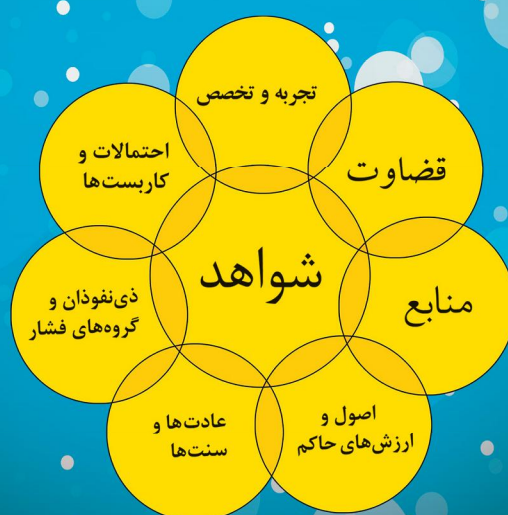 تجربه و تخصص
قضاوت
منابع
اصول و
ارزش‌های حاکم
عادت‌ها و
سنت‌ها
ذی‌نفوذان و
گروه‌های فشار
احتمالات و
کاربست‌ها
شواهد